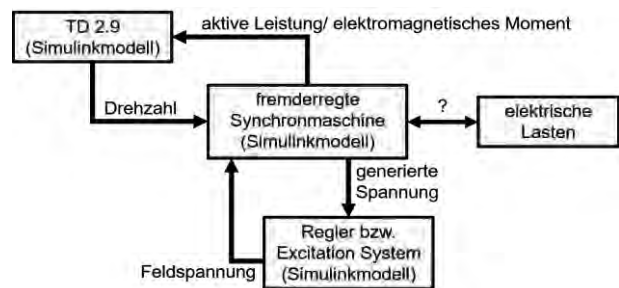 TD 2.9
(Simulinkmodell)
aktive Leistung/ elektromagnetisches Moment
Drehzahl
fremderregte
Synchronmaschine
(Simulinkmodell)
?
elektrische
Lasten
generierte
Spannung
Regler bzw.
Excitation System
(Simulinkmodell)
Feldspannung